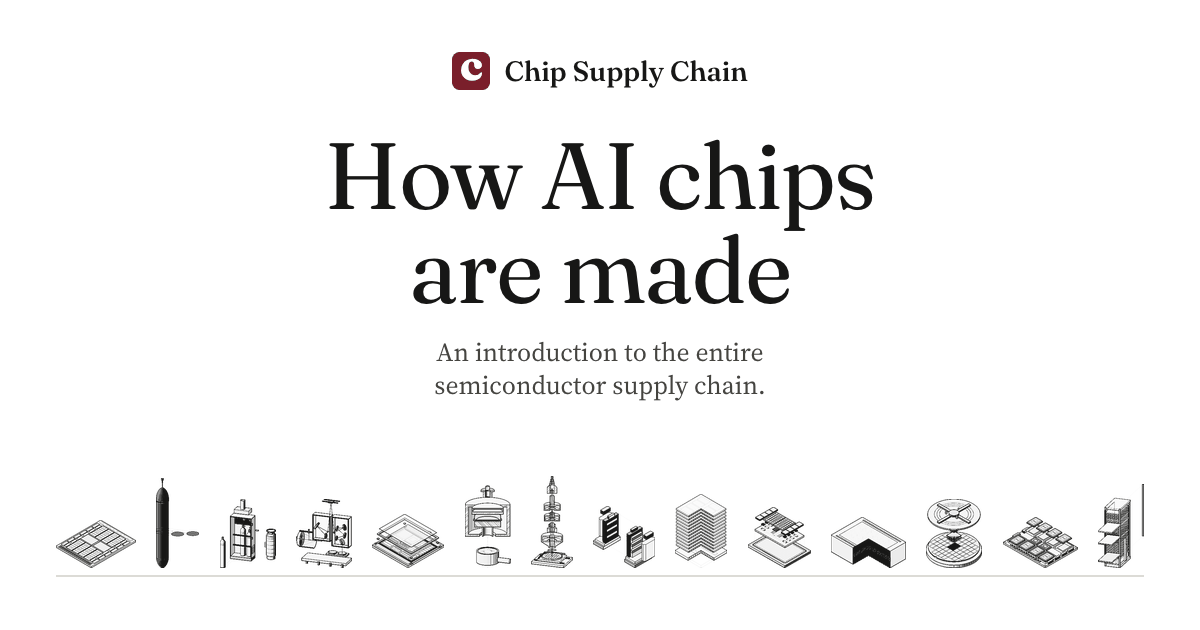 C Chip Supply Chain
How AI chips
are made
An introduction to the entire
semiconductor supply chain.